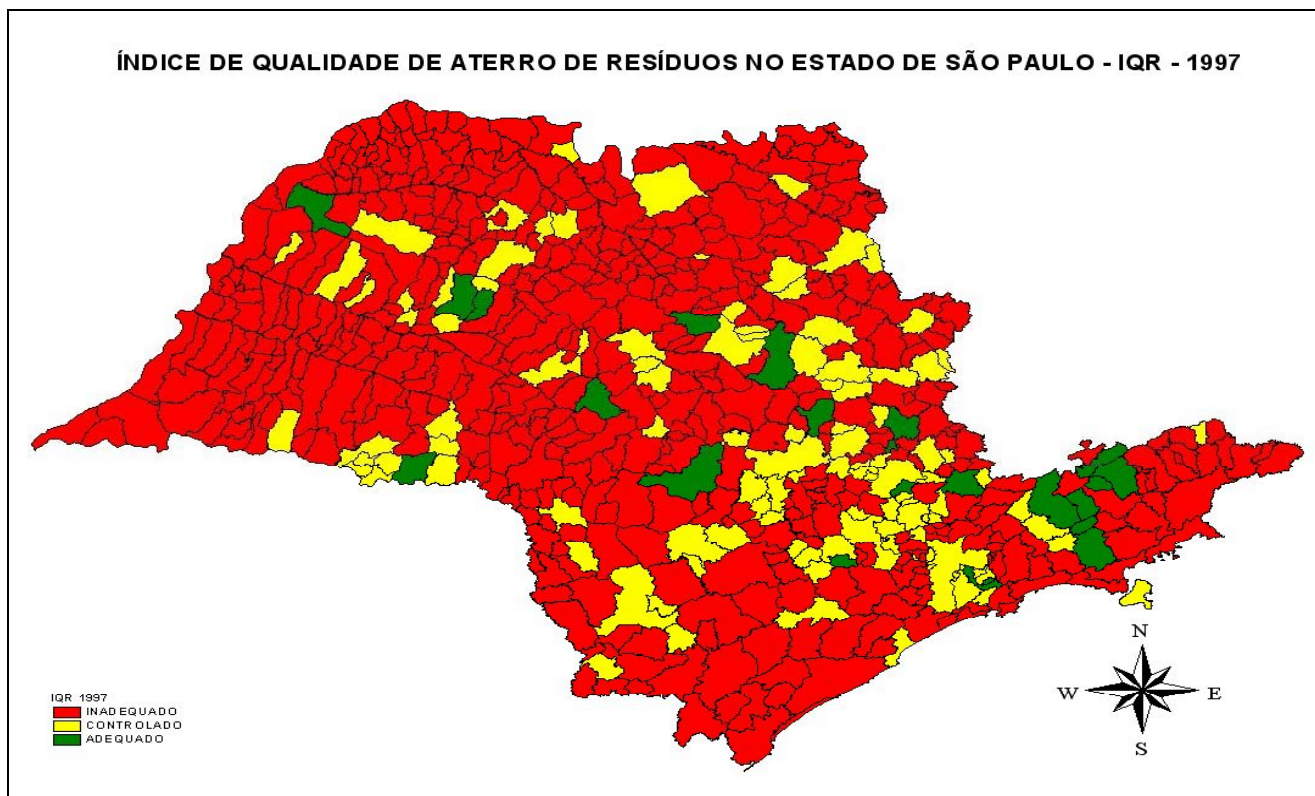 ÍNDICE DE QUALIDADE DE ATERRO DE RESÍDUOS NO ESTADO DE SÃO PAULO - IQR - 1997
N
W E
S
IQR 1997
INADEQUADO
CONTROLADO
ADEQUADO